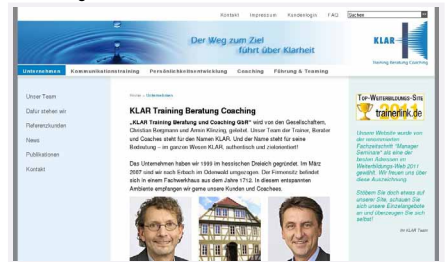 Kontakt Impressum Kundenlogin FAQ Suchen
Der Weg zum Ziel
führt über Klarheit
KLAR
Training Beratung Coaching
Unternehmen Kommunikationstraining Persönlichkeitsentwicklung Coaching Führung & Training
Unser Team
Dafür stehen wir
Referenzkunden
News
Publikationen
Kontakt
Home » Unternehmen
KLAR Training Beratung Coaching
„KLAR Training Beratung und Coaching GbR" wird von den Gesellschaftern,
Christian Bergmann und Armin Klinzing, geleitet. Unser Team der Trainer, Berater
und Coaches steht für den Namen KLAR. Und der Name steht für seine
Bedeutung – im ganzen Wesen KLAR, authentisch und zielorientiert!
Das Unternehmen haben wir 1999 im hessischen Dreieich gegründet. Im März
2007 sind wir nach Erbach im Odenwald umgezogen. Der Firmensitz befindet
sich in einem Fachwerkhaus aus dem Jahre 1712. In diesem entspannten
Ambiente empfangen wir gerne unsere Kunden und Coachees.
Top-Weiterbildungs-Site
2011
trainerlink.de
Unsere Website wurde von
der renommierten
Fachzeitschrift "Manager
Seminare" als eine der
besten Adressen im
Weiterbildungs-Web 2011
gewählt. Wir freuen uns über
diese Auszeichnung.
Stöbern Sie doch etwas auf
unserer Site, schauen Sie
sich unsere Einzelangebote
an und überzeugen Sie sich
selbst!
Ihr KLAR Team